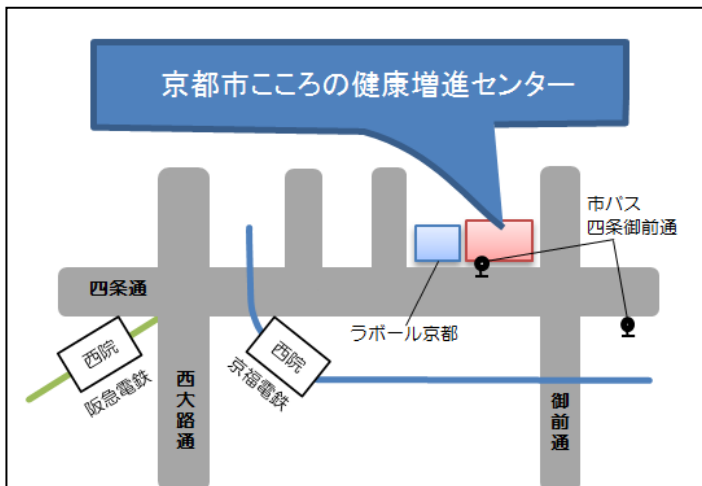 京都市こころの健康増進センター
市バス
四条御前通
四条通
ラボール京都
西院
阪急電鉄
西院
京福電鉄
西大路通
御前通